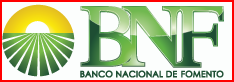 BNF
BANCO NACIONAL DE FOMENTO